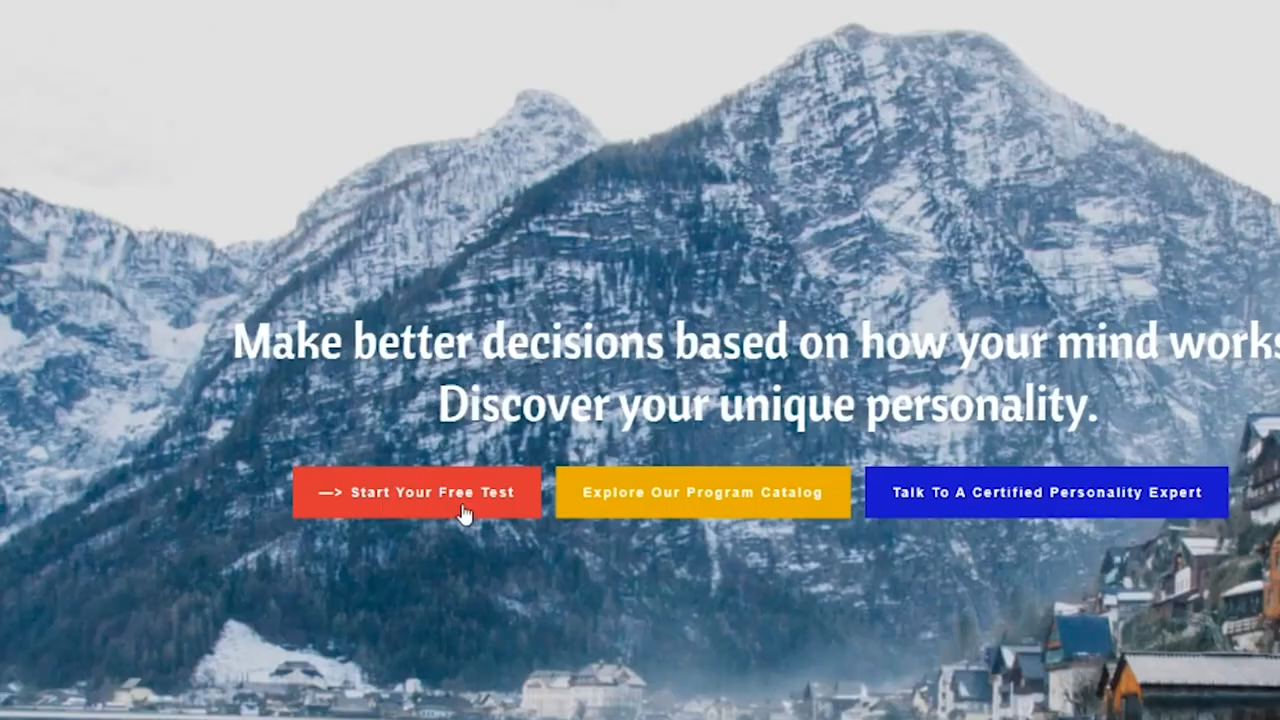 Make better decisions based on how your mind works
Discover your unique personality.
—> Start Your Free Test
Explore Our Program Catalog
Talk To A Certified Personality Expert